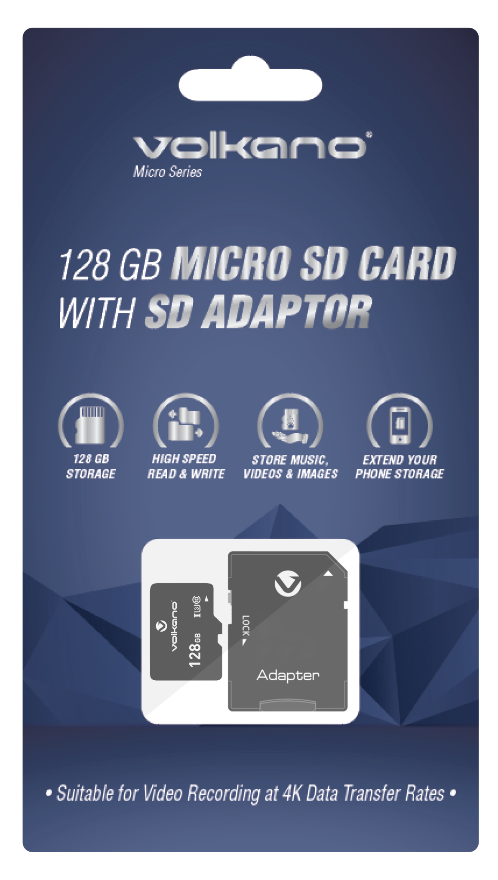 volkano®
Micro Series
128 GB MICRO SD CARD
WITH SD ADAPTOR
128 GB
STORAGE
HIGH SPEED
READ & WRITE
STORE MUSIC,
VIDEOS & IMAGES
EXTEND YOUR
PHONE STORAGE
volkano
128GB
LOCK
Adapter
• Suitable for Video Recording at 4K Data Transfer Rates •